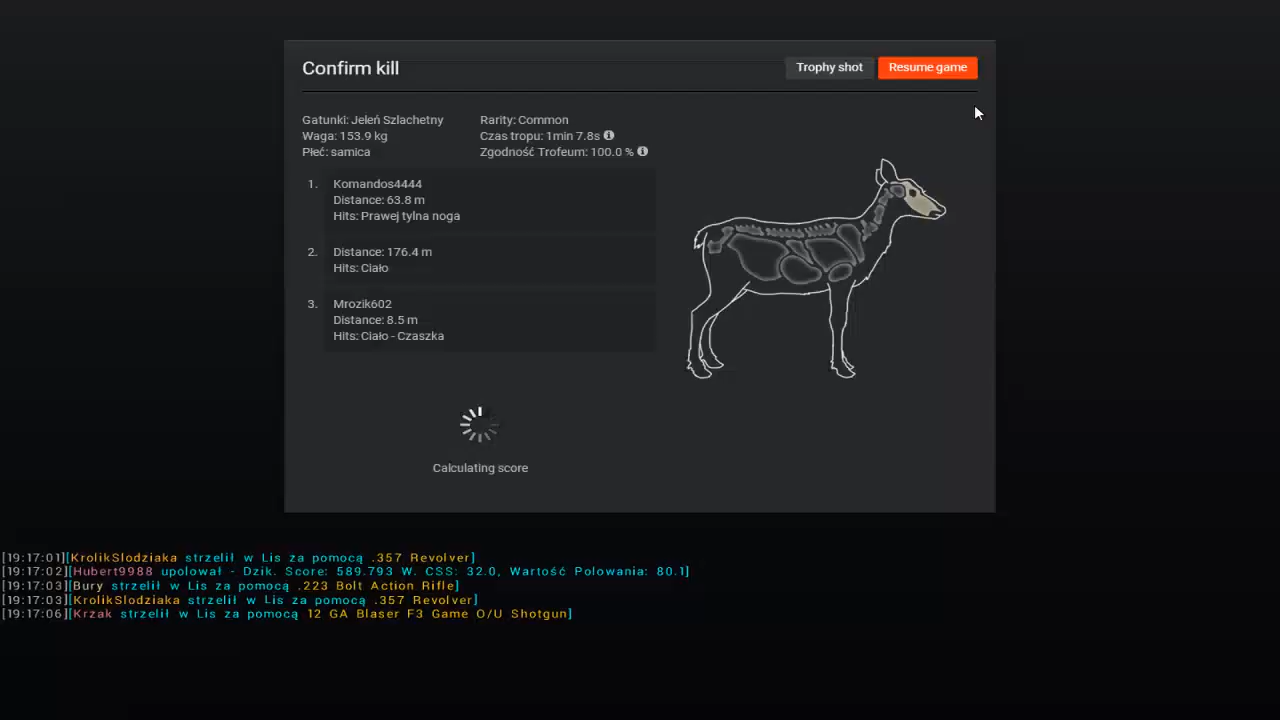 Confirm kill
Trophy shot
Resume game
Gatunki: Jeleń Szlachetny
Rarity: Common
Waga: 153.9 kg
Czas tropu: 1min 7.8s
Płeć: samica
Zgodność Trofeum: 100.0 %
1. Komandos4444
Distance: 63.8 m
Hits: Prawej tylna noga
2. Distance: 176.4 m
Hits: Ciało
3. Mrozik602
Distance: 8.5 m
Hits: Ciało - Czaszka
Calculating score
[19:17:01][KrolikSlodziaka strzelił w Lis za pomocą .357 Revolver]
[19:17:02][Hubert9988 upolował - Dzik. Score: 589.793 W. CSS: 32.0, Wartość Polowania: 80.1]
[19:17:03][Bury strzelił w Lis za pomocą .223 Bolt Action Rifle]
[19:17:03][KrolikSlodziaka strzelił w Lis za pomocą .357 Revolver]
[19:17:06][Krzak strzelił w Lis za pomocą 12 GA Blaser F3 Game O/U Shotgun]